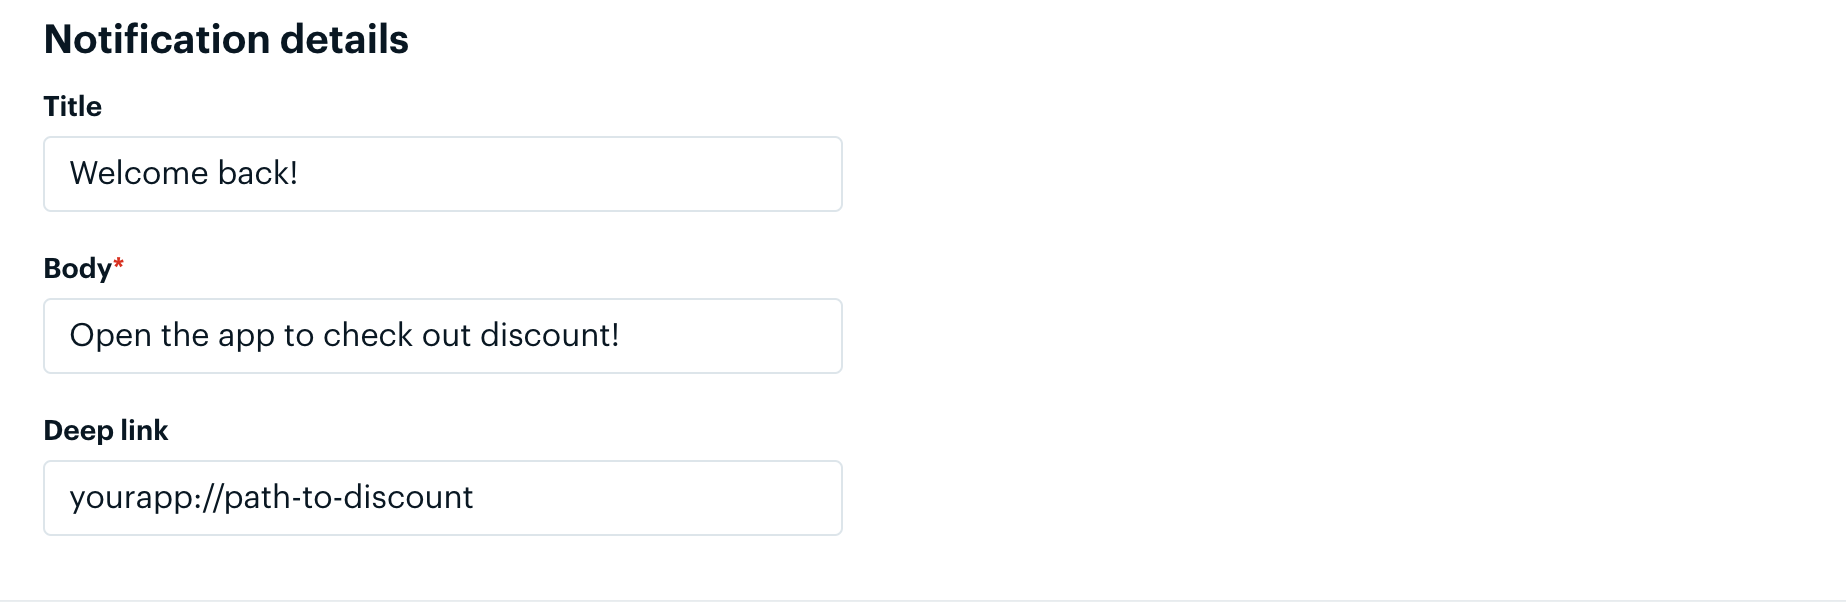 Notification details
Title
Welcome back!
Body*
Open the app to check out discount!
Deep link
yourapp://path-to-discount